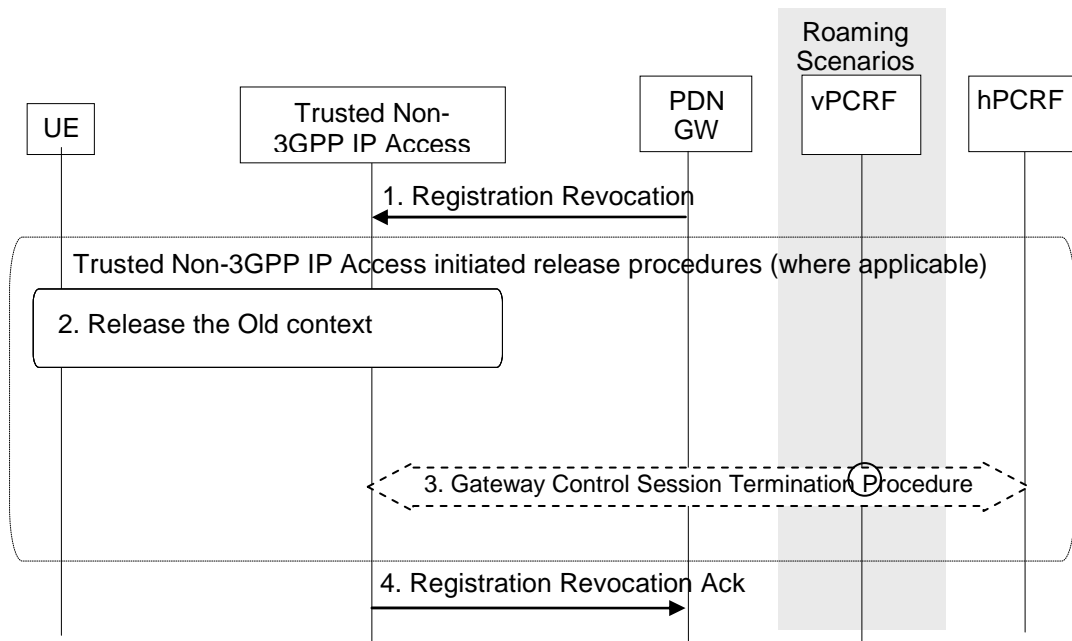 Roaming
Scenarios
UE
Trusted Non-
3GPP IP Access
PDN
GW
vPCRF
hPCRF
1. Registration Revocation
Trusted Non-3GPP IP Access initiated release procedures (where applicable)
2. Release the Old context
3. Gateway Control Session Termination Procedure
4. Registration Revocation Ack